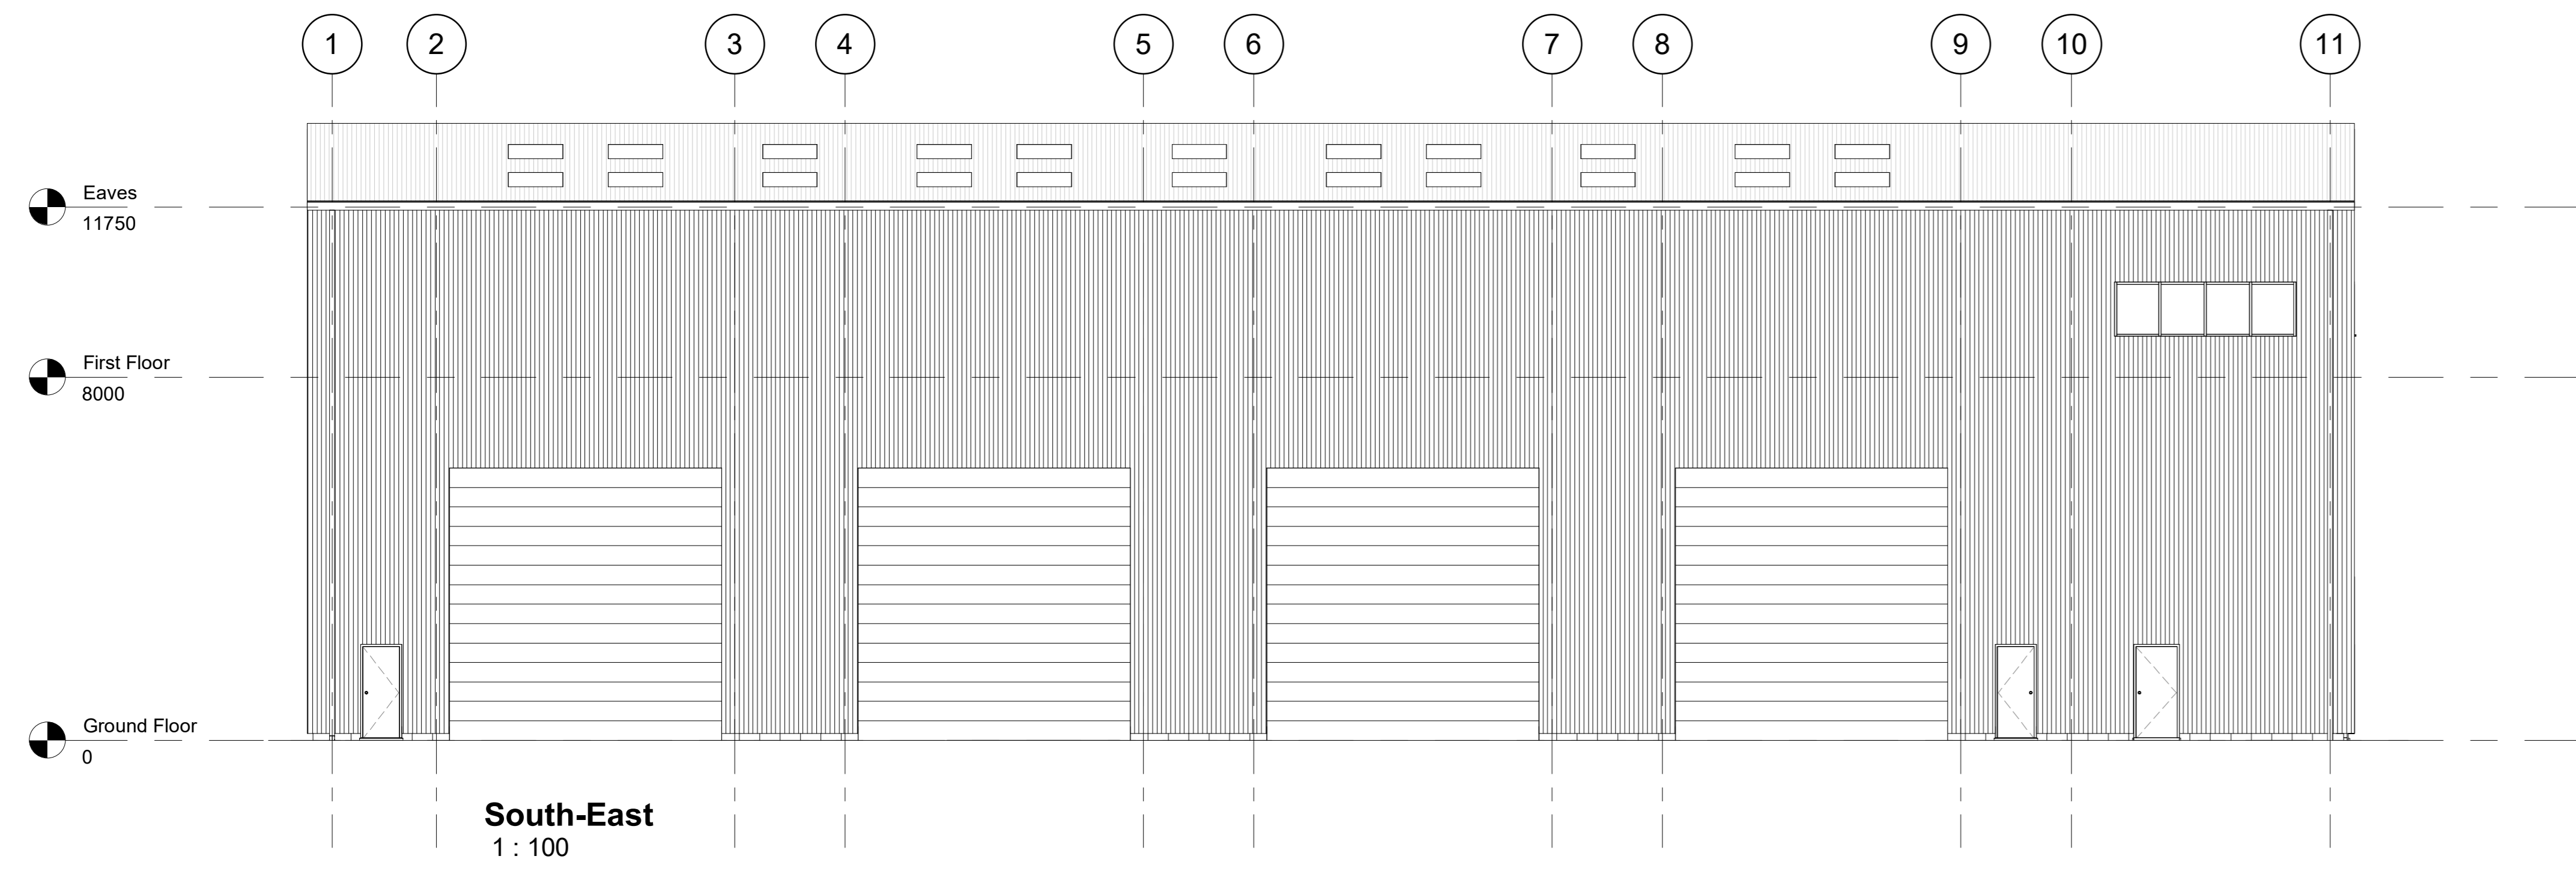 1 2 3 4 5 6 7 8 9 10 11
Eaves
11750
First Floor
8000
Ground Floor
0
South-East
1 : 100